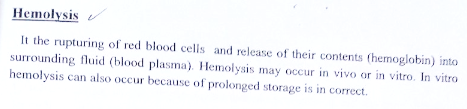 Hemolysis
It the rupturing of red blood cells and release of their contents (hemoglobin) into
surrounding fluid (blood plasma). Hemolysis may occur in vivo or in vitro. In vitro
hemolysis can also occur because of prolonged storage is in correct.